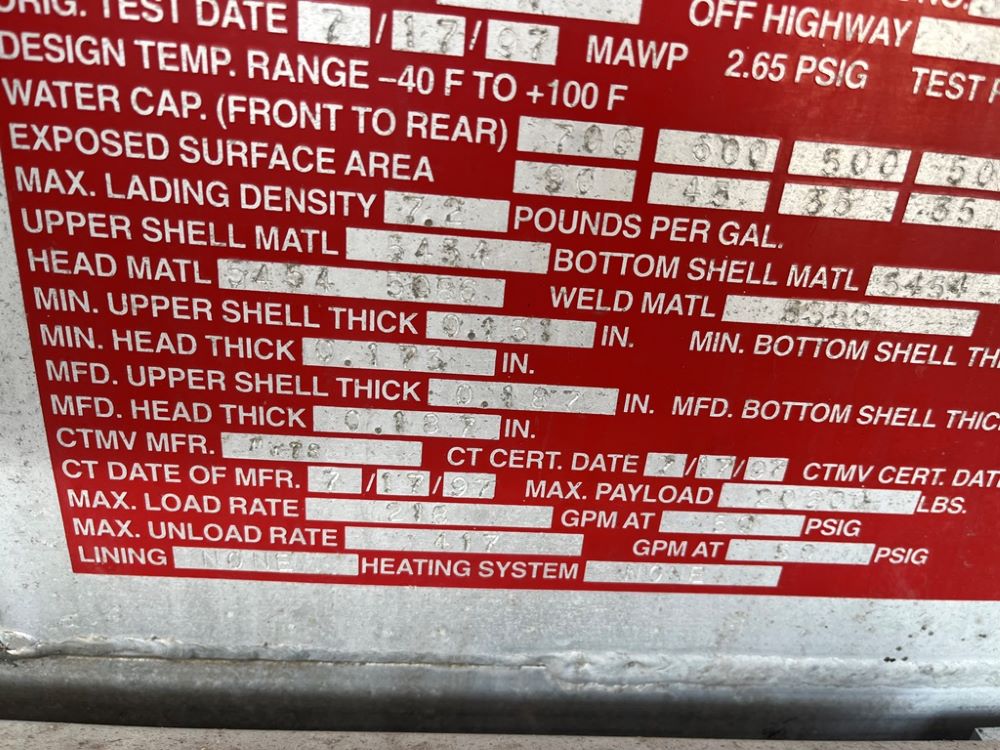 ORIG. TEST DATE 7/17/97 MAWP 2.65 PSIG TEST
OFF HIGHWAY
DESIGN TEMP. RANGE -40 F TO +100 F
WATER CAP. (FRONT TO REAR) 700 600 500 50
EXPOSED SURFACE AREA 45 35 35
MAX. LADING DENSITY 7.2 POUNDS PER GAL.
UPPER SHELL MATL 5454 BOTTOM SHELL MATL 5454
HEAD MATL 5454 5086 WELD MATL
MIN. UPPER SHELL THICK 0.151 IN. MIN. BOTTOM SHELL
MIN. HEAD THICK 0.173 IN.
MFD. UPPER SHELL THICK 0.187 IN. MFD. BOTTOM SHELL THIC
MFD. HEAD THICK 0.187 IN.
CTMV MFR. CT CERT. DATE 7/17/97 CTMV CERT. DAT
CT DATE OF MFR. 7/17/97 MAX. PAYLOAD LBS.
MAX. LOAD RATE 218 GPM AT PSIG
MAX. UNLOAD RATE 417 GPM AT PSIG
LINING NONE HEATING SYSTEM NONE